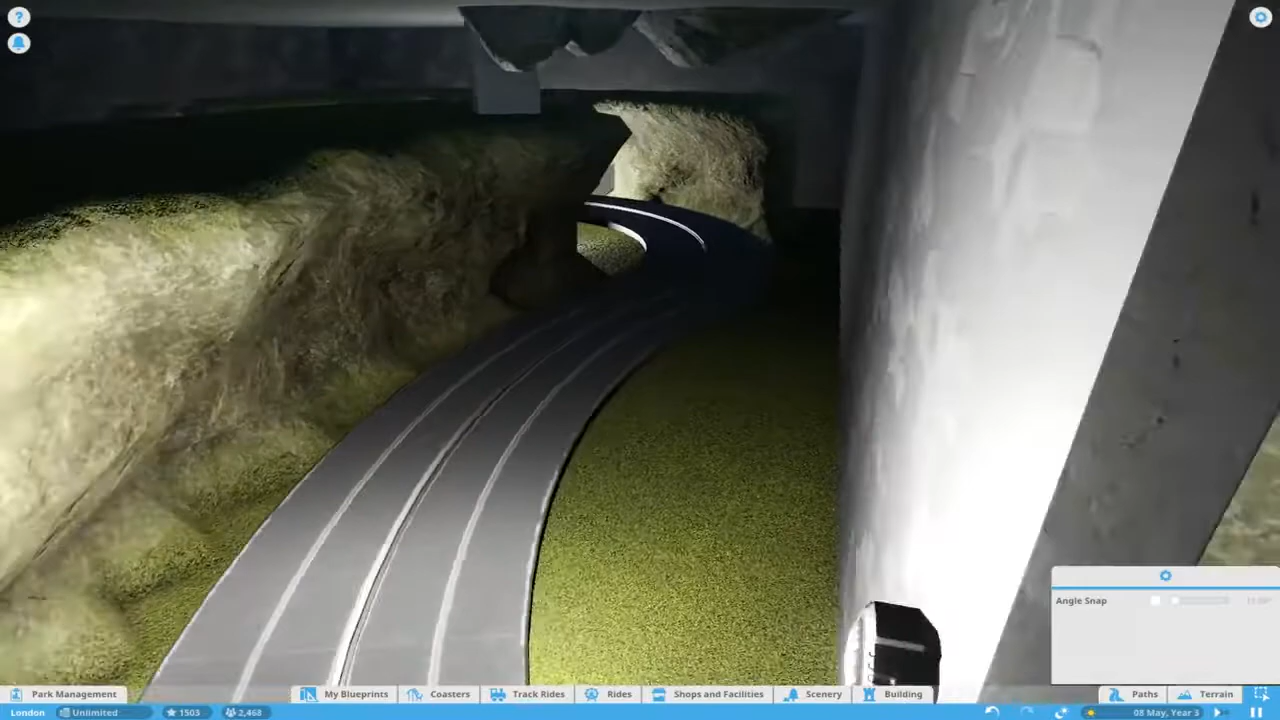 ?
Angle Snap
Park Management
My Blueprints
Coasters
Track Rides
Rides
Shops and Facilities
Scenery
Building
Paths
Terrain
London
Unlimited
1503
2,468
08 May, Year 3